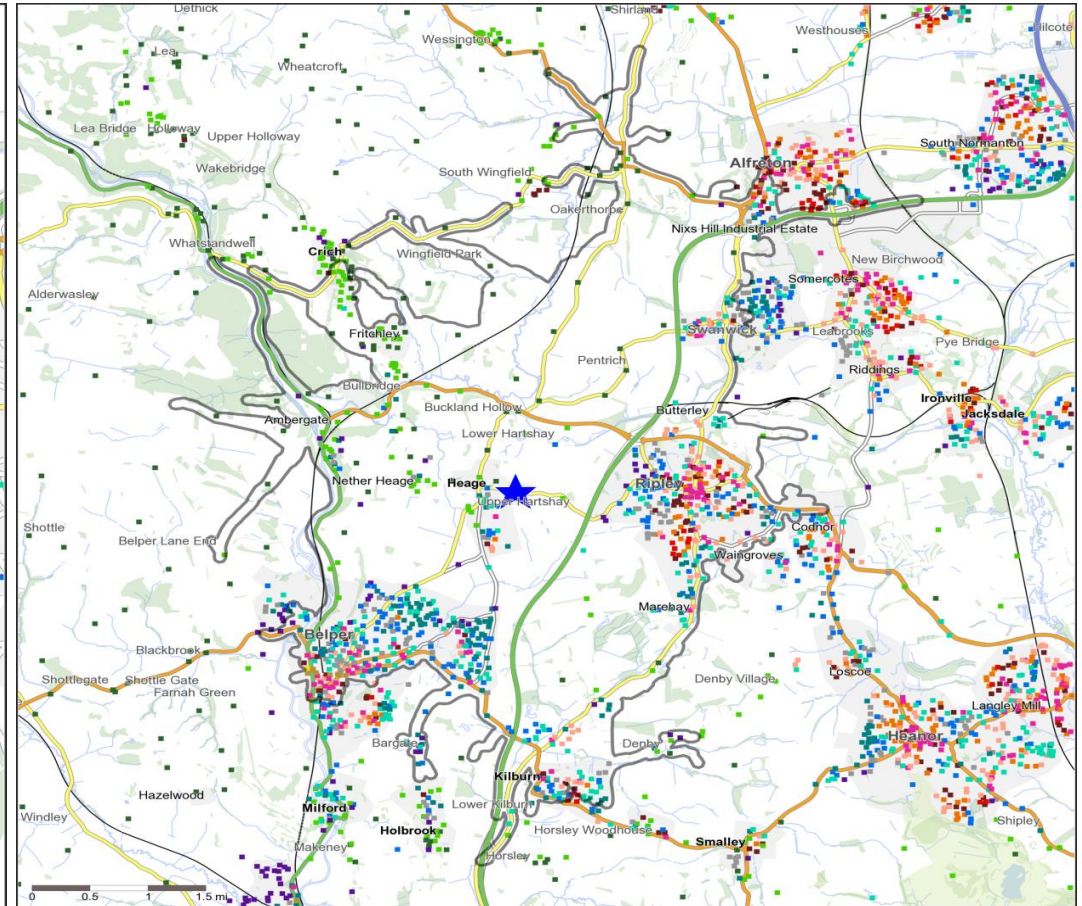 Dethick
Shirland
Wessington
Westhouses
Hilcote
Lea
Wheatcroft
Lea Bridge
Holloway
Upper Holloway
South Normanton
Wakebridge
Alfreton
South Wingfield
Oakerthorpe
Nixs Hill Industrial Estate
Whatstandwell
Crich
Wingfield Park
New Birchwood
Somercotes
Alderwasley
Fritchley
Swanwick
Leabrooks
Pye Bridge
Pentrich
Riddings
Bullbridge
Ironville
Buckland Hollow
Butterley
Jacksdale
Ambergate
Lower Hartshay
Nether Heage
Heage
Ripley
Upper Hartshay
Shottle
Codnor
Belper Lane End
Waingroves
Marehay
Belper
Blackbrook
Loscoe
Shottlegate
Shottle Gate
Denby Village
Farnah Green
Langley Mill
Bargate
Denby
Heanor
Kilburn
Hazelwood
Milford
Lower Kilburn
Windley
Holbrook
Horsley Woodhouse
Shipley
Makeney
Smalley
Horsley
0 0.5 1 1.5 mi